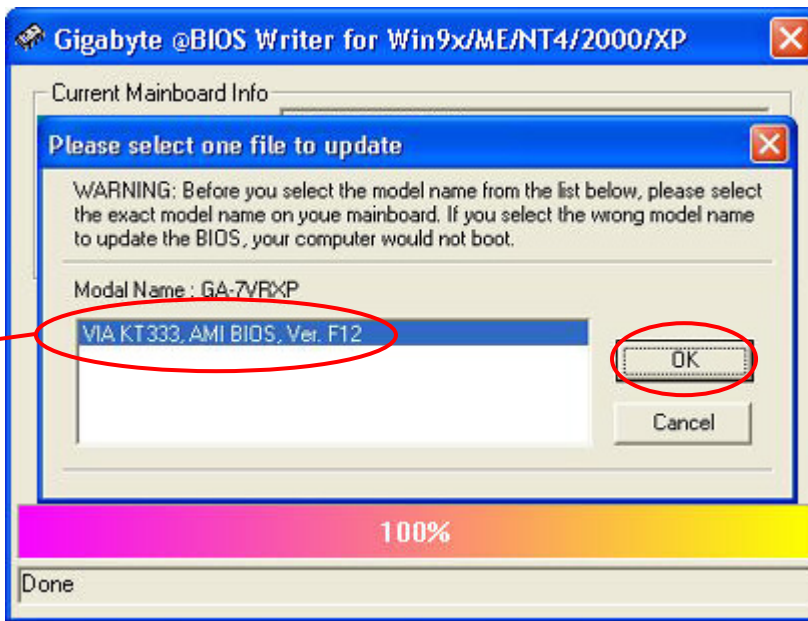 Gigabyte @BIOS Writer for Win9x/ME/NT4/2000/XP
Current Mainboard Info
Please select one file to update
WARNING: Before you select the model name from the list below, please select
the exact model name on youe mainboard. If you select the wrong model name
to update the BIOS, your computer would not boot.
Modal Name : GA-7VRXP
VIA KT333, AMI BIOS, Ver. F12
OK
Cancel
100%
Done